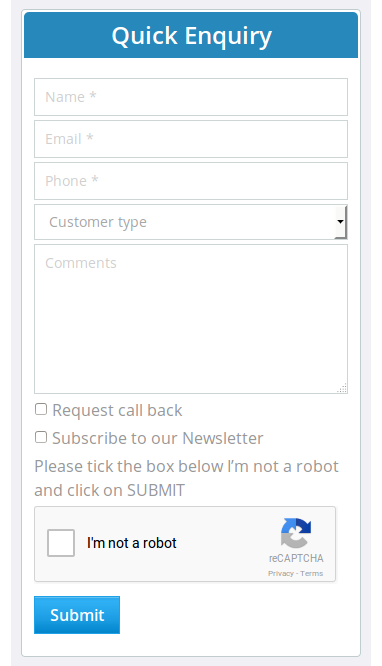 Quick Enquiry
Name *
Email *
Phone *
Customer type
Comments
Request call back
Subscribe to our Newsletter
Please tick the box below I’m not a robot
and click on SUBMIT
I'm not a robot
reCAPTCHA
Privacy - Terms
Submit